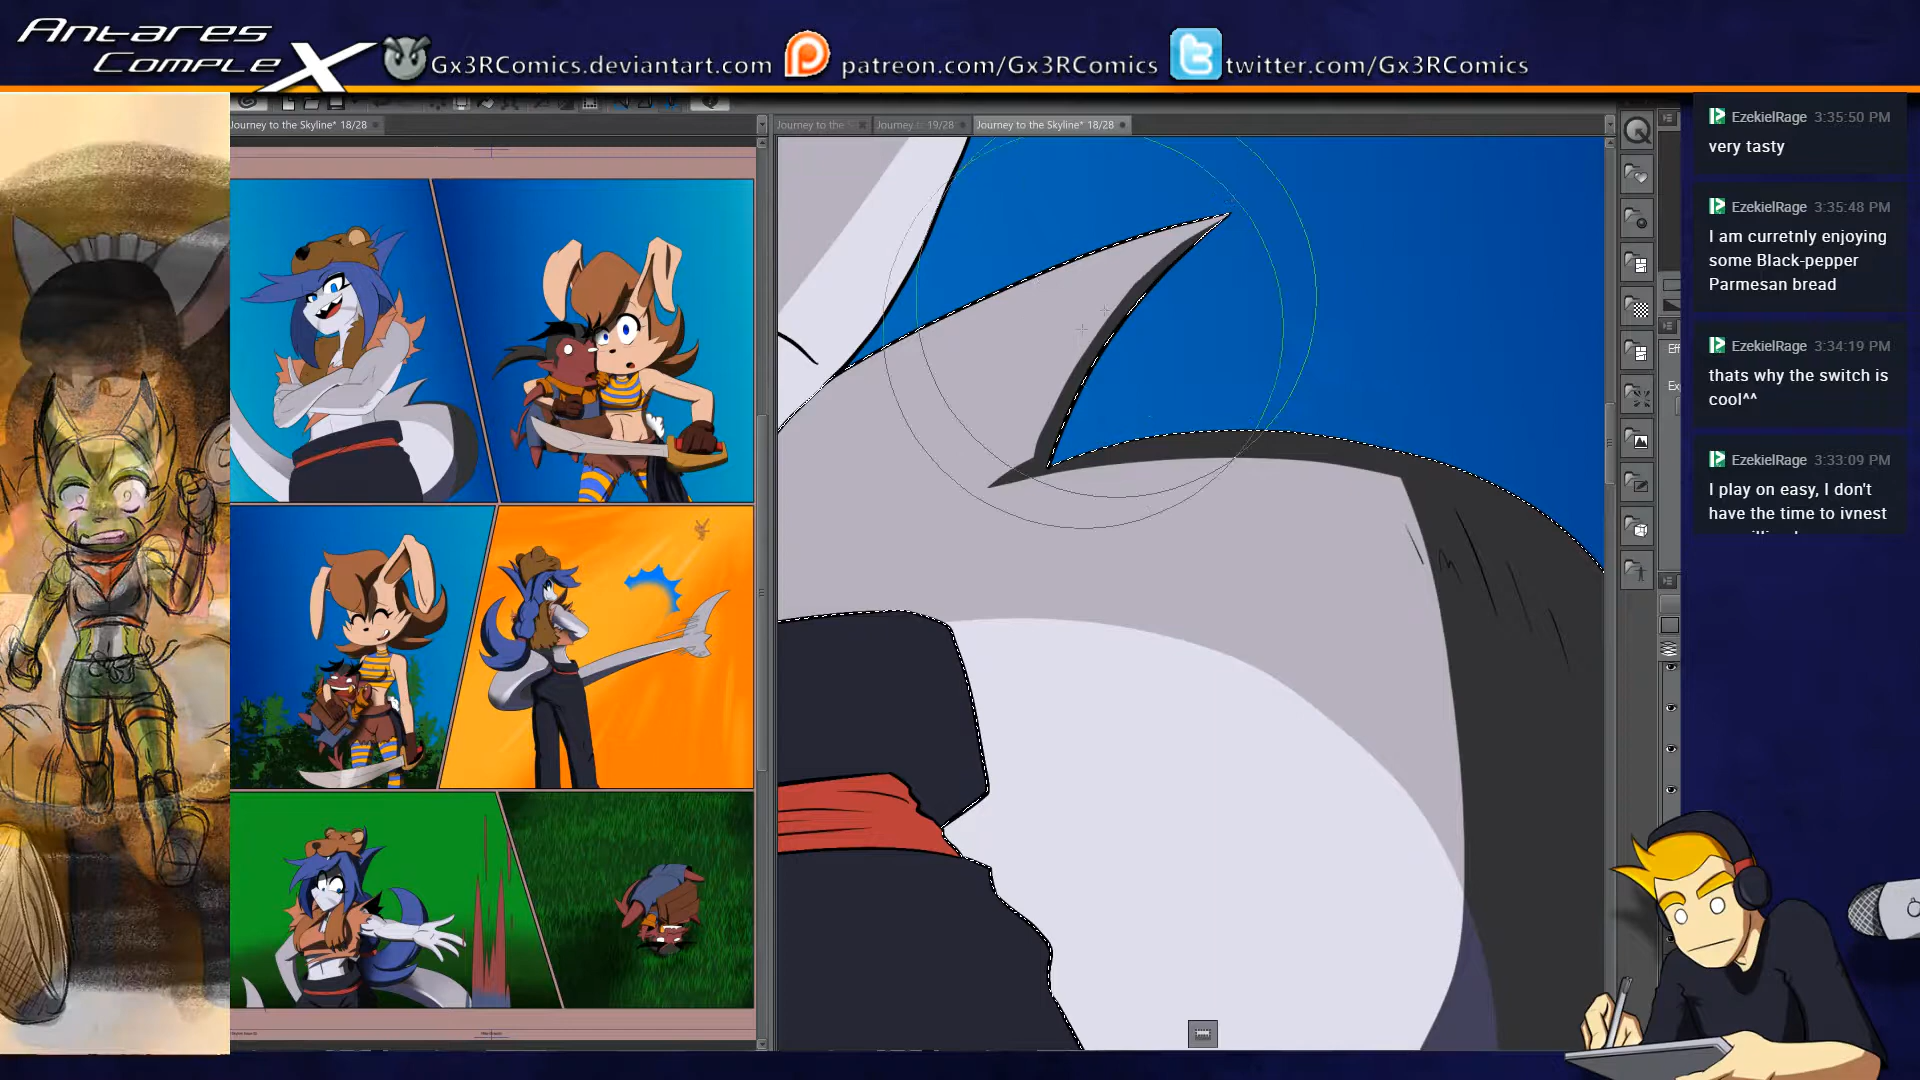 Antares
Complex
Gx3RComics.deviantart.com
patreon.com/Gx3RComics
twitter.com/Gx3RComics
Journey to the Skyline* 18/28
Journey to the
Journey to 19/28*
Journey to the Skyline* 18/28
EzekielRage 3:35:50 PM
very tasty
EzekielRage 3:35:48 PM
I am curretnly enjoying
some Black-pepper
Parmesan bread
EzekielRage 3:34:19 PM
thats why the switch is
cool^^
EzekielRage 3:33:09 PM
I play on easy, I don't
have the time to ivnest